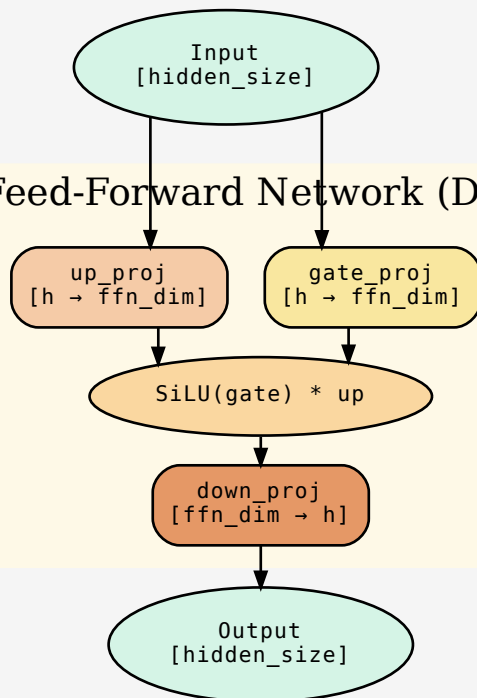 Input
[hidden_size]
Feed-Forward Network (D
up_proj
[h → ffn_dim]
gate_proj
[h → ffn_dim]
SiLU(gate) * up
down_proj
[ffn_dim → h]
Output
[hidden_size]